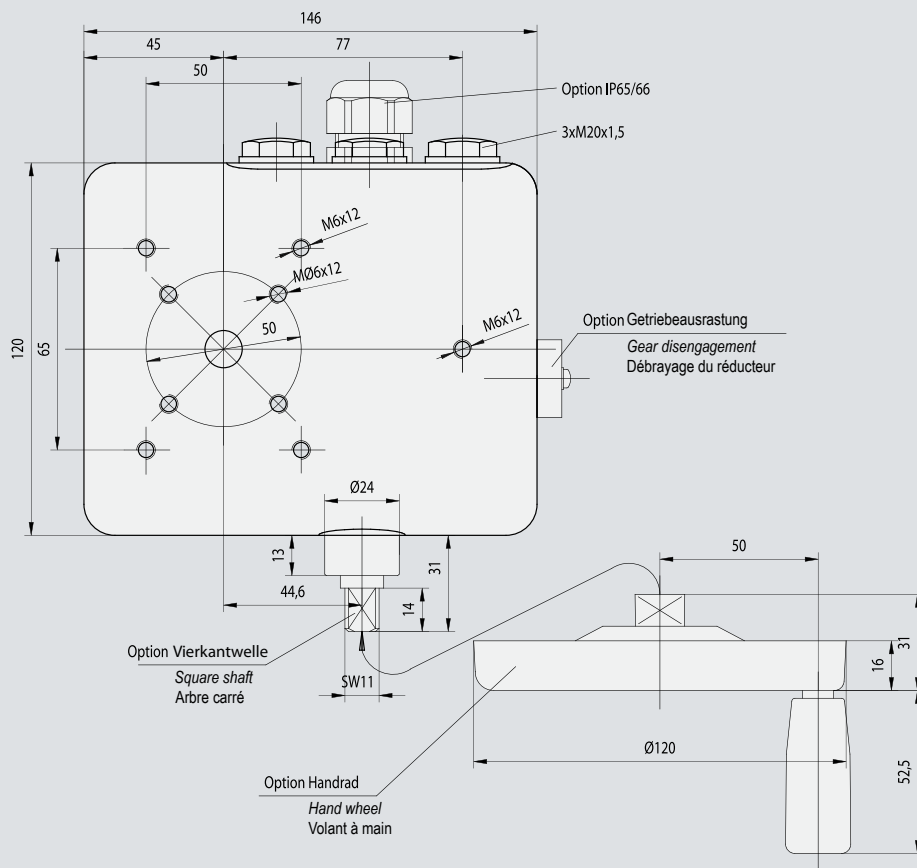 146
45
77
50
Option IP65/66
3xM20x1,5
M6x12
MØ6x12
50
M6x12
Option Getriebeausrastung
Gear disengagement
Débrayage du réducteur
120
65
Ø24
13
31
44,6
14
50
Option Vierkantwelle
Square shaft
Arbre carré
SW11
16
31
Ø120
52,5
Option Handrad
Hand wheel
Volant à main